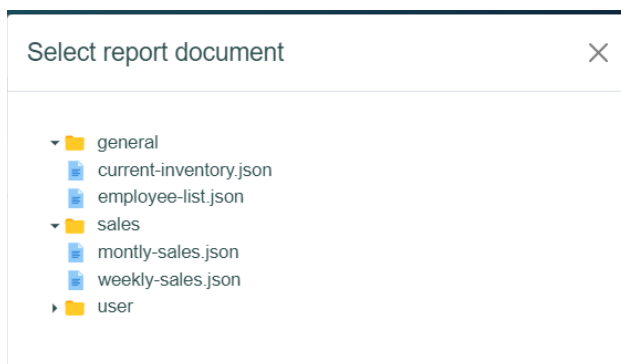 Select report document
general
current-inventory.json
employee-list.json
sales
montly-sales.json
weekly-sales.json
user